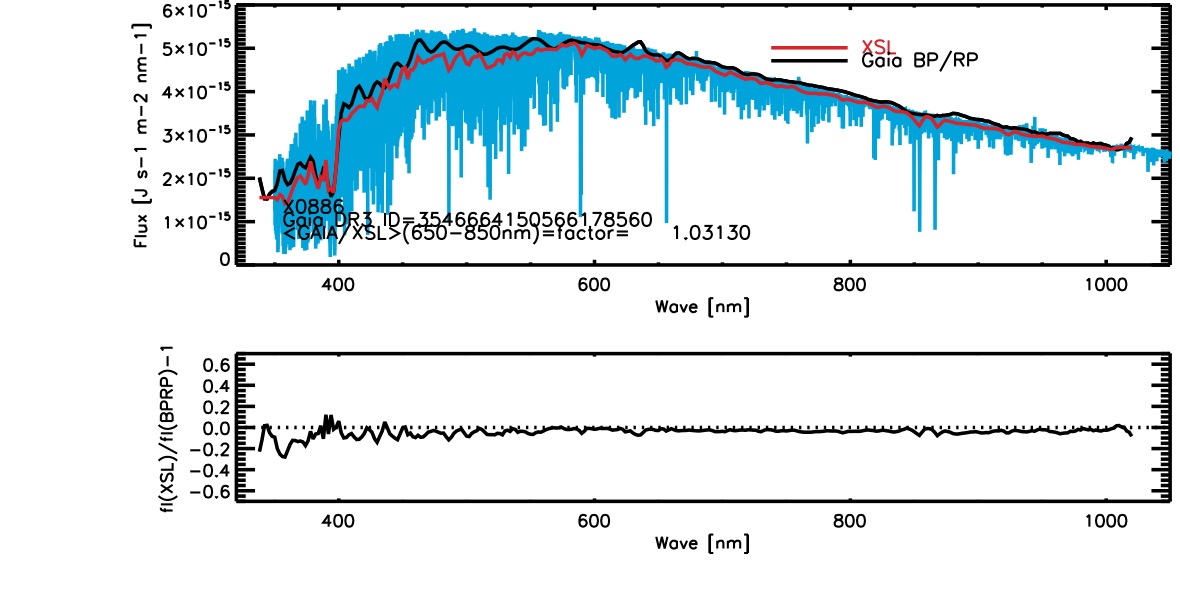 6×10−15
5×10−15
4×10−15
3×10−15
2×10−15
1×10−15
0
Flux [J s−1 m−2 nm−1]
XSL
Gaia BP/RP
X0886
Gaia DR3 ID=3546664150566178560
<GAIA/XSL>(650−850nm)=factor= 1.03130
400 600 800 1000
Wave [nm]
fl(XSL)/fl(BPRP)−1
0.6
0.4
0.2
0.0
−0.2
−0.4
−0.6
400 600 800 1000
Wave [nm]